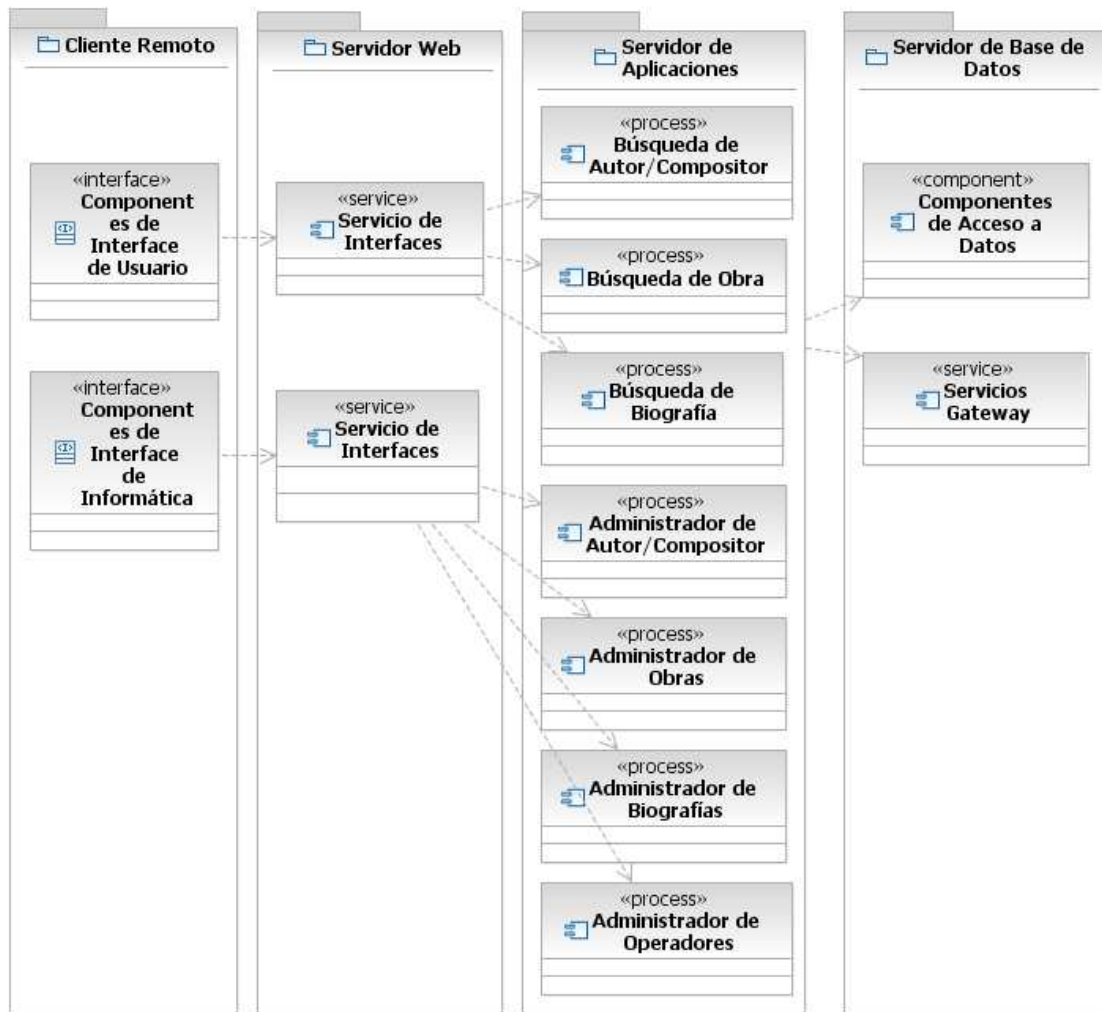 Cliente Remoto
«interface»
Component
es de
Interface
de Usuario
«interface»
Component
es de
Interface
de
Informática
Servidor Web
«service»
Servicio de
Interfaces
«service»
Servicio de
Interfaces
Servidor de
Aplicaciones
«process»
Búsqueda de
Autor/Compositor
«process»
Búsqueda de Obra
«process»
Búsqueda de
Biografía
«process»
Administrador de
Autor/Compositor
«process»
Administrador de
Obras
«process»
Administrador de
Biografías
«process»
Administrador de
Operadores
Servidor de Base de
Datos
«component»
Componentes
de Acceso a
Datos
«service»
Servicios
Gateway